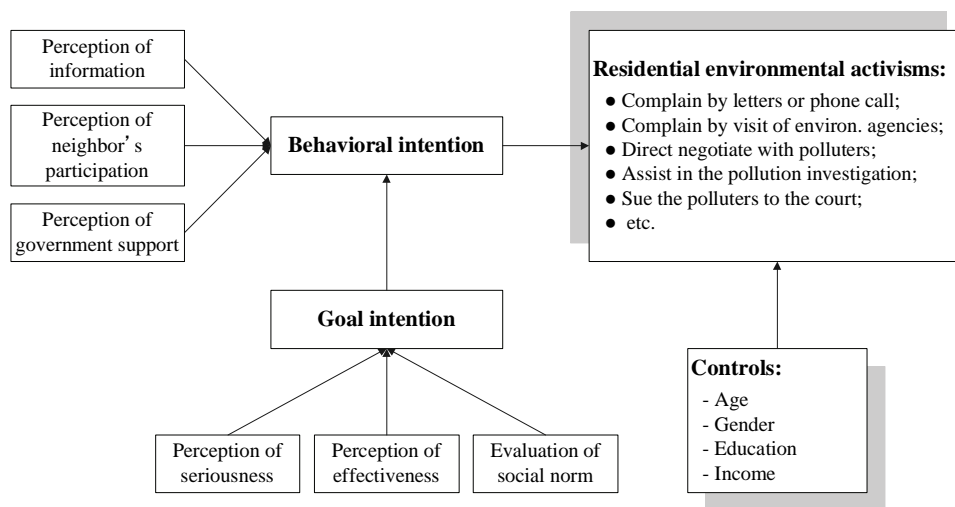 Perception of
information
Perception of
neighbor’s
participation
Perception of
government support
Behavioral intention
Residential environmental activisms:
● Complain by letters or phone call;
● Complain by visit of environ. agencies;
● Direct negotiate with polluters;
● Assist in the pollution investigation;
● Sue the polluters to the court;
● etc.
Goal intention
Perception of
seriousness
Perception of
effectiveness
Evaluation of
social norm
Controls:
- Age
- Gender
- Education
- Income